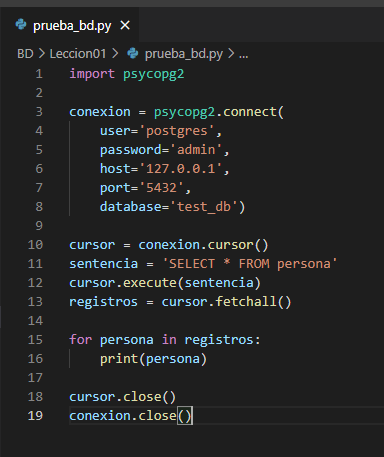 prueba_bd.py ×
BD > Leccion01 > prueba_bd.py > ...
1 import psycopg2
2
3 conexion = psycopg2.connect(
4     user='postgres',
5     password='admin',
6     host='127.0.0.1',
7     port='5432',
8     database='test_db')
9
10 cursor = conexion.cursor()
11 sentencia = 'SELECT * FROM persona'
12 cursor.execute(sentencia)
13 registros = cursor.fetchall()
14
15 for persona in registros:
16     print(persona)
17
18 cursor.close()
19 conexion.close()